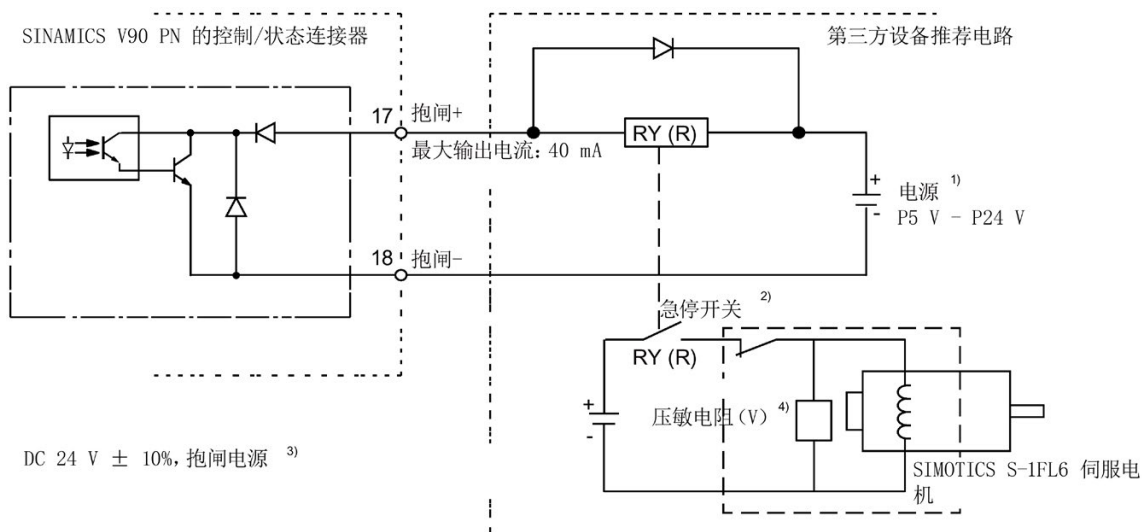 SINAMICS V90 PN 的控制/状态连接器
第三方设备推荐电路
17
抱闸+
最大输出电流: 40 mA
RY (R)
+
-
电源 1)
P5 V - P24 V
18
抱闸-
急停开关 2)
RY (R)
+
-
压敏电阻(V) 4)
DC 24 V ± 10%, 抱闸电源 3)
SIMOTICS S-1FL6 伺服电
机